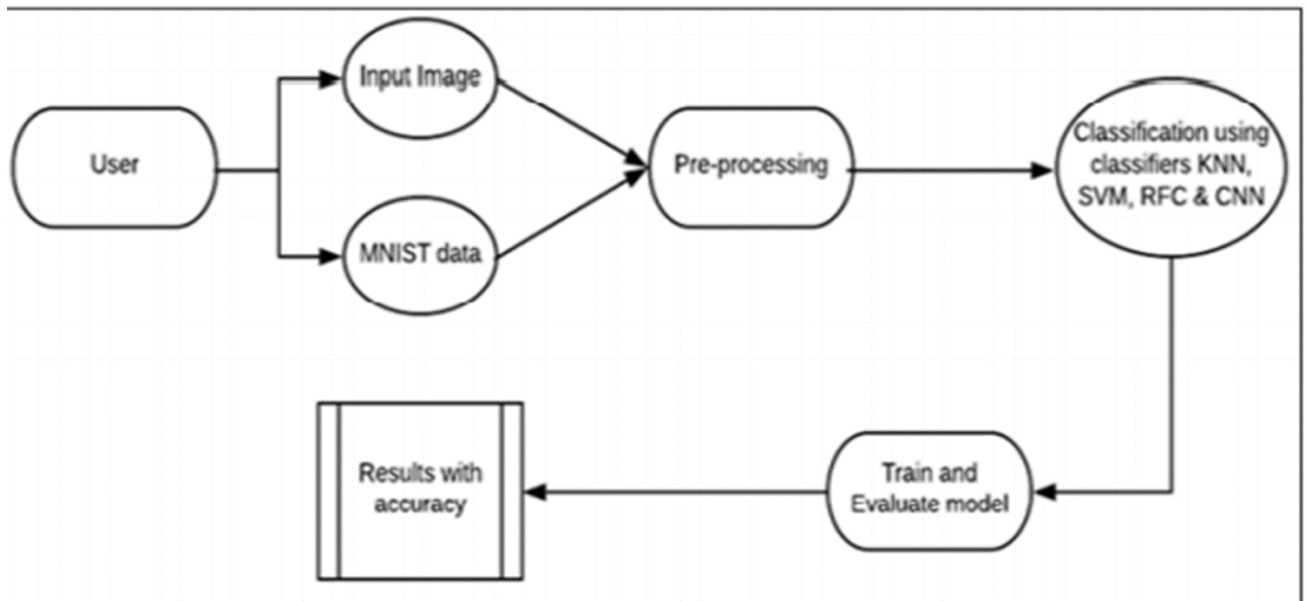 User
Input Image
MNIST data
Pre-processing
Classification using
classifiers KNN,
SVM, RFC & CNN
Train and
Evaluate model
Results with
accuracy